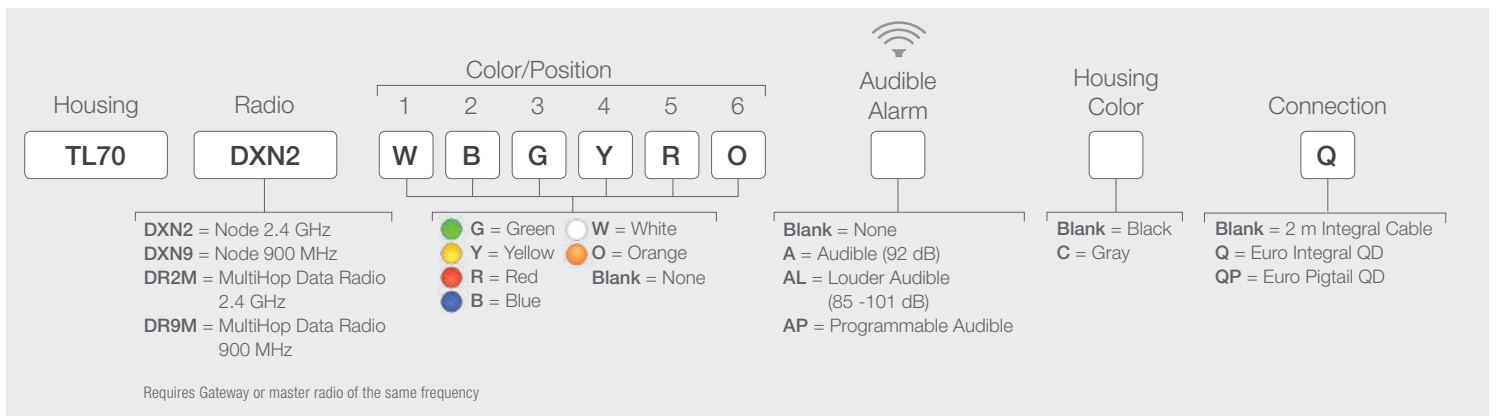 Color/Position
Audible Alarm
Housing Color
Housing
Radio
1 2 3 4 5 6
Connection
TL70
DXN2
W B G Y R O
Q
DXN2 = Node 2.4 GHz
DXN9 = Node 900 MHz
DR2M = MultiHop Data Radio
2.4 GHz
DR9M = MultiHop Data Radio
900 MHz
G = Green
Y = Yellow
R = Red
B = Blue
W = White
O = Orange
Blank = None
Blank = None
A = Audible (92 dB)
AL = Louder Audible
(85 -101 dB)
AP = Programmable Audible
Blank = Black
C = Gray
Blank = 2 m Integral Cable
Q = Euro Integral QD
QP = Euro Pigtail QD
Requires Gateway or master radio of the same frequency